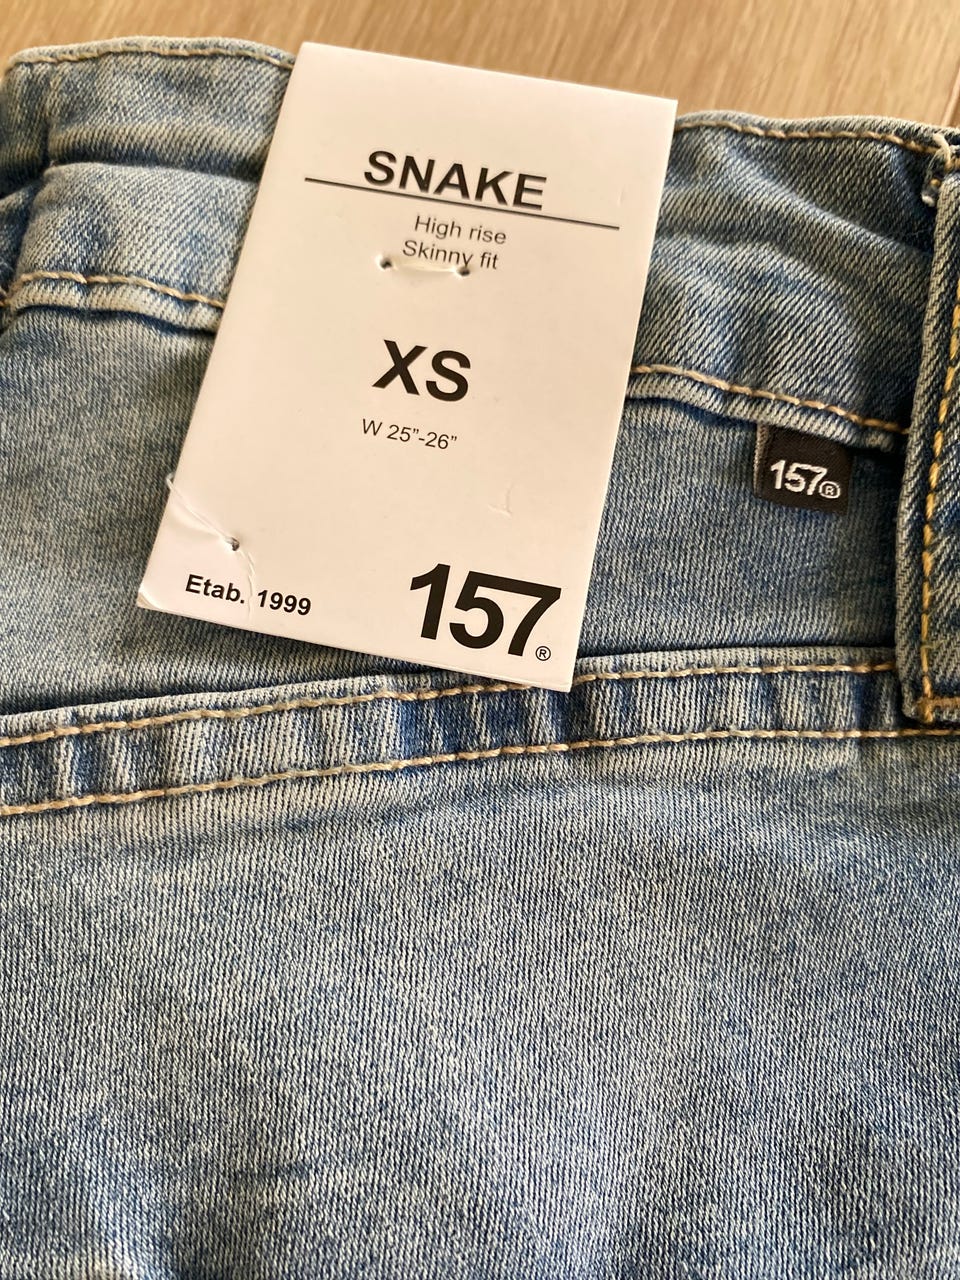 SNAKE
High rise
Skinny fit
XS
W 25”-26”
Etab. 1999
157®
157®